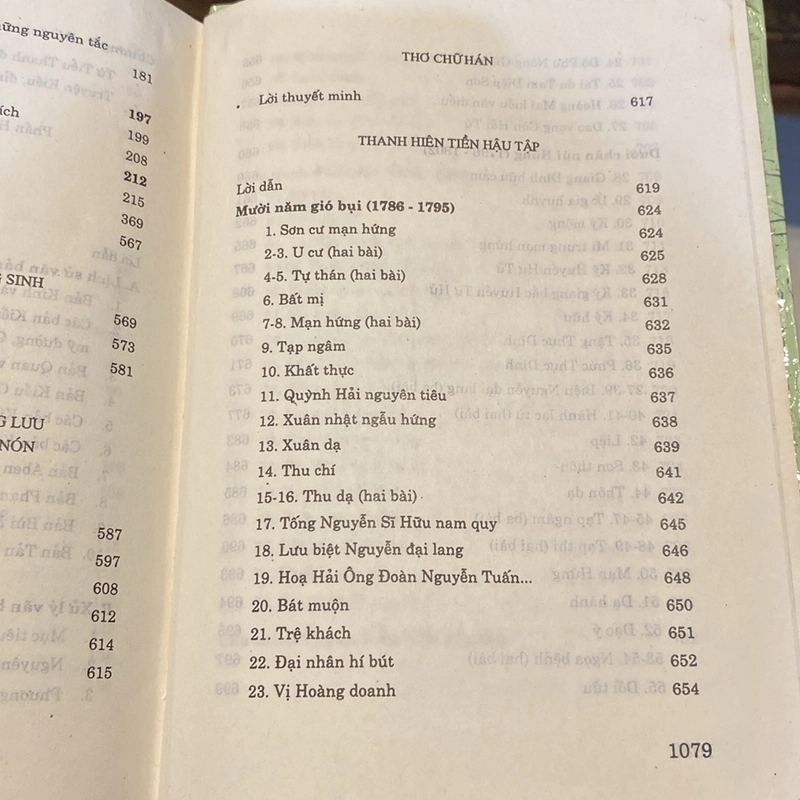 ững nguyên tắc
181
197
ích
199
208
212
215
369
567
G SINH
569
573
581
G LƯU
NÓN
587
597
608
612
614
615
THƠ CHỮ HÁN
Lời thuyết minh 617
THANH HIÊN TIỀN HẬU TẬP
Lời dẫn 619
Mười năm gió bụi (1786 - 1795) 624
1. Sơn cư mạn hứng 624
2-3. U cư (hai bài) 625
4-5. Tự thán (hai bài) 628
6. Bất mị 631
7-8. Mạn hứng (hai bài) 632
9. Tạp ngâm 635
10. Khất thực 636
11. Quỳnh Hải nguyên tiêu 637
12. Xuân nhật ngẫu hứng 638
13. Xuân dạ 639
14. Thu chí 641
15-16. Thu dạ (hai bài) 642
17. Tống Nguyễn Sĩ Hữu nam quy 645
18. Lưu biệt Nguyễn đại lang 646
19. Hoạ Hải Ông Đoàn Nguyễn Tuấn... 648
20. Bát muộn 650
21. Trệ khách 651
22. Đại nhân hí bút 652
23. Vị Hoàng doanh 654
1079